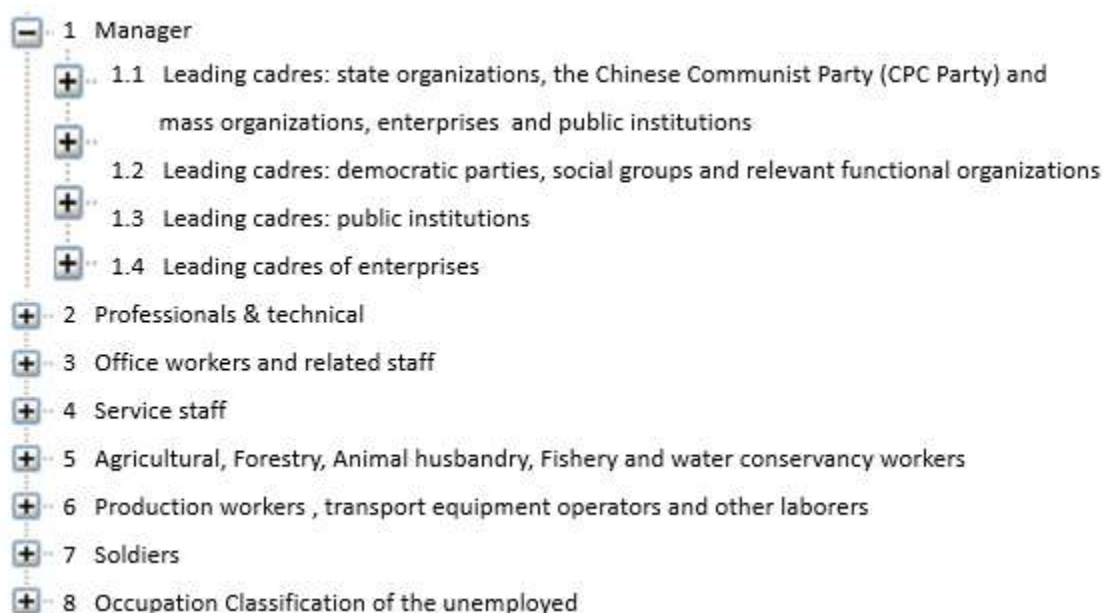 1 Manager
1.1 Leading cadres: state organizations, the Chinese Communist Party (CPC Party) and
mass organizations, enterprises and public institutions
1.2 Leading cadres: democratic parties, social groups and relevant functional organizations
1.3 Leading cadres: public institutions
1.4 Leading cadres of enterprises
2 Professionals & technical
3 Office workers and related staff
4 Service staff
5 Agricultural, Forestry, Animal husbandry, Fishery and water conservancy workers
6 Production workers , transport equipment operators and other laborers
7 Soldiers
8 Occupation Classification of the unemployed